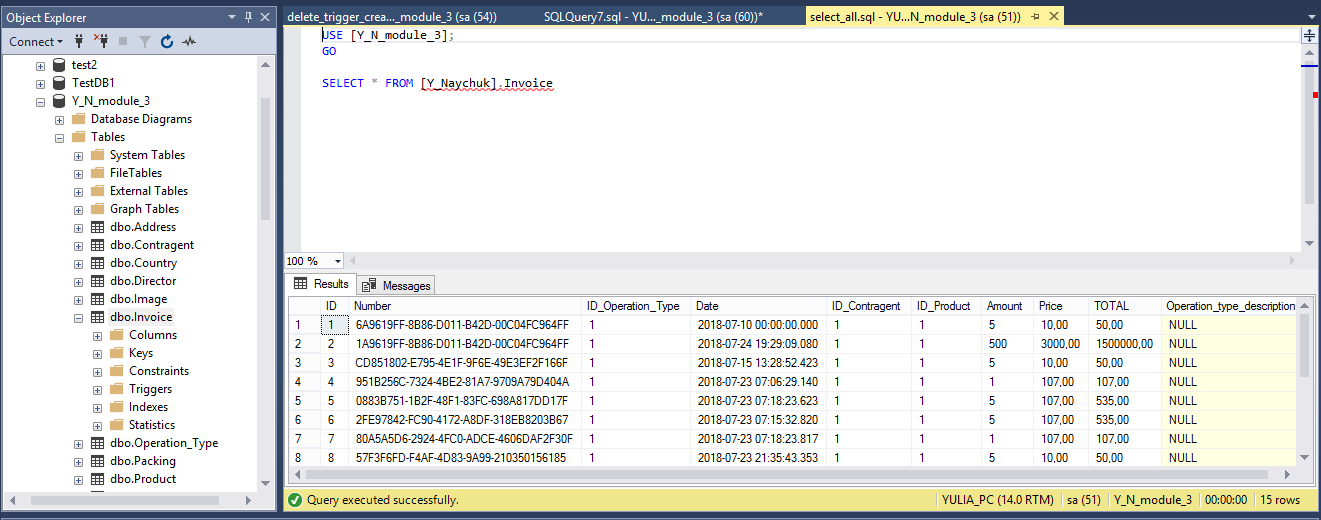 Object Explorer
Connect
test2
TestDB1
Y_N_module_3
Database Diagrams
Tables
System Tables
FileTables
External Tables
Graph Tables
dbo.Address
dbo.Contragent
dbo.Country
dbo.Director
dbo.Image
dbo.Invoice
Columns
Keys
Constraints
Triggers
Indexes
Statistics
dbo.Operation_Type
dbo.Packing
dbo.Product
delete_trigger_crea..._module_3 (sa (54)) SQLQuery7.sql - YU..._module_3 (sa (60))* select_all.sql - YU...N_module_3 (sa (51))
USE [Y_N_module_3];
GO
SELECT * FROM [Y_Naychuk].Invoice
100 %
Results Messages
ID Number ID_Operation_Type Date ID_Contragent ID_Product Amount Price TOTAL Operation_type_description
1 1 6A9619FF-8B86-D011-B42D-00C04FC964FF 1 2018-07-10 00:00:00.000 1 1 5 10,00 50,00 NULL
2 2 1A9619FF-8B86-D011-B42D-00C04FC964FF 1 2018-07-24 19:29:09.080 1 1 500 3000,00 1500000,00 NULL
3 3 CD851802-E795-4E1F-9F6E-49E3EF2F166F 1 2018-07-15 13:28:52.423 1 1 5 10,00 50,00 NULL
4 4 951B256C-7324-4BE2-81A7-9709A79D404A 1 2018-07-23 07:06:29.140 1 1 1 107,00 107,00 NULL
5 5 0883B751-1B2F-48F1-83FC-698A817DD17F 1 2018-07-23 07:18:23.623 1 1 5 107,00 535,00 NULL
6 6 2FE97842-FC90-4172-A8DF-318EB8203B67 1 2018-07-23 07:15:32.820 1 1 5 107,00 535,00 NULL
7 7 80A5A5D6-2924-4FC0-ADCE-4606DAF2F30F 1 2018-07-23 07:18:23.817 1 1 1 107,00 107,00 NULL
8 8 57F3F6FD-F4AF-4D83-9A99-210350156185 1 2018-07-23 21:35:43.353 1 1 5 10,00 50,00 NULL
Query executed successfully. YULIA_PC (14.0 RTM) sa (51) Y_N_module_3 00:00:00 15 rows